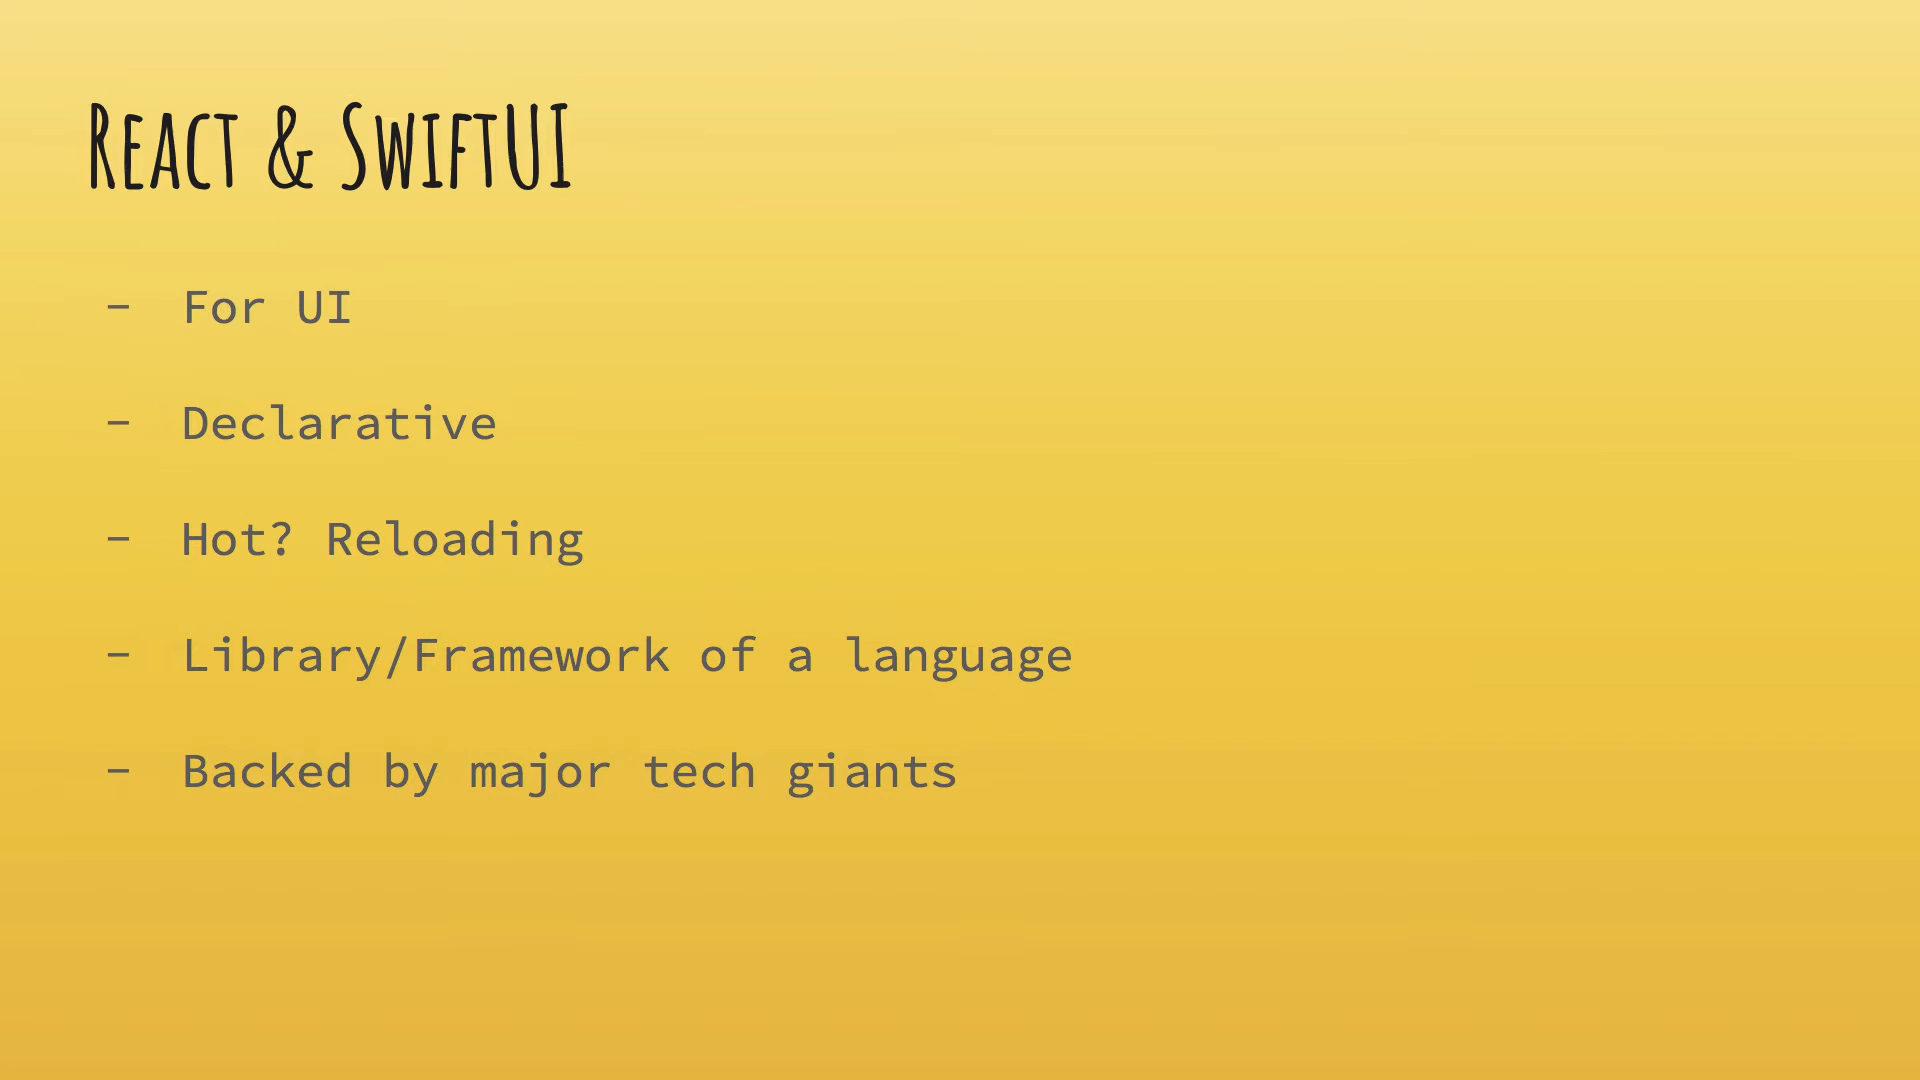 React & SwiftUI
- For UI
- Declarative
- Hot? Reloading
- Library/Framework of a language
- Backed by major tech giants